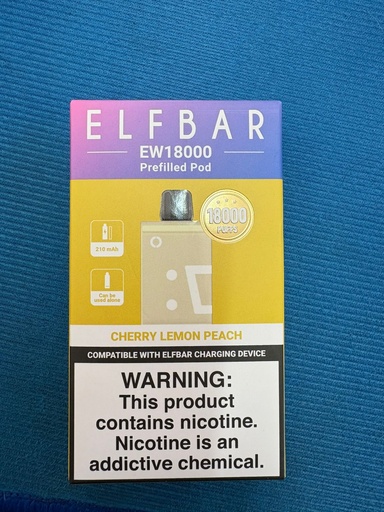 ELFBAR
EW18000
Prefilled Pod
18000
PUFFS
210 mAh
Can be
used alone
CHERRY LEMON PEACH
COMPATIBLE WITH ELFBAR CHARGING DEVICE
WARNING:
This product
contains nicotine.
Nicotine is an
addictive chemical.